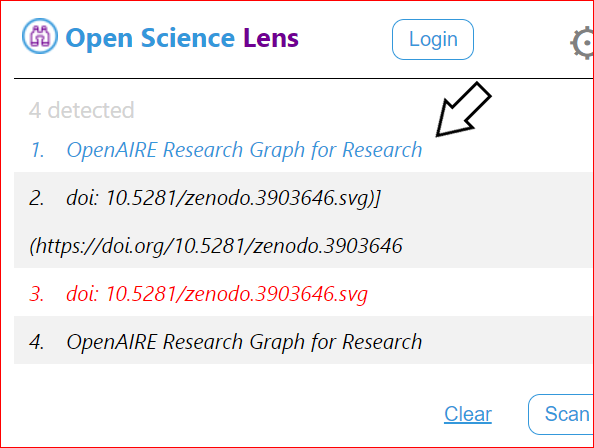 Open Science Lens
Login
4 detected
1. OpenAIRE Research Graph for Research
2. doi: 10.5281/zenodo.3903646.svg)]
(https://doi.org/10.5281/zenodo.3903646
3. doi: 10.5281/zenodo.3903646.svg
4. OpenAIRE Research Graph for Research
Clear
Scan